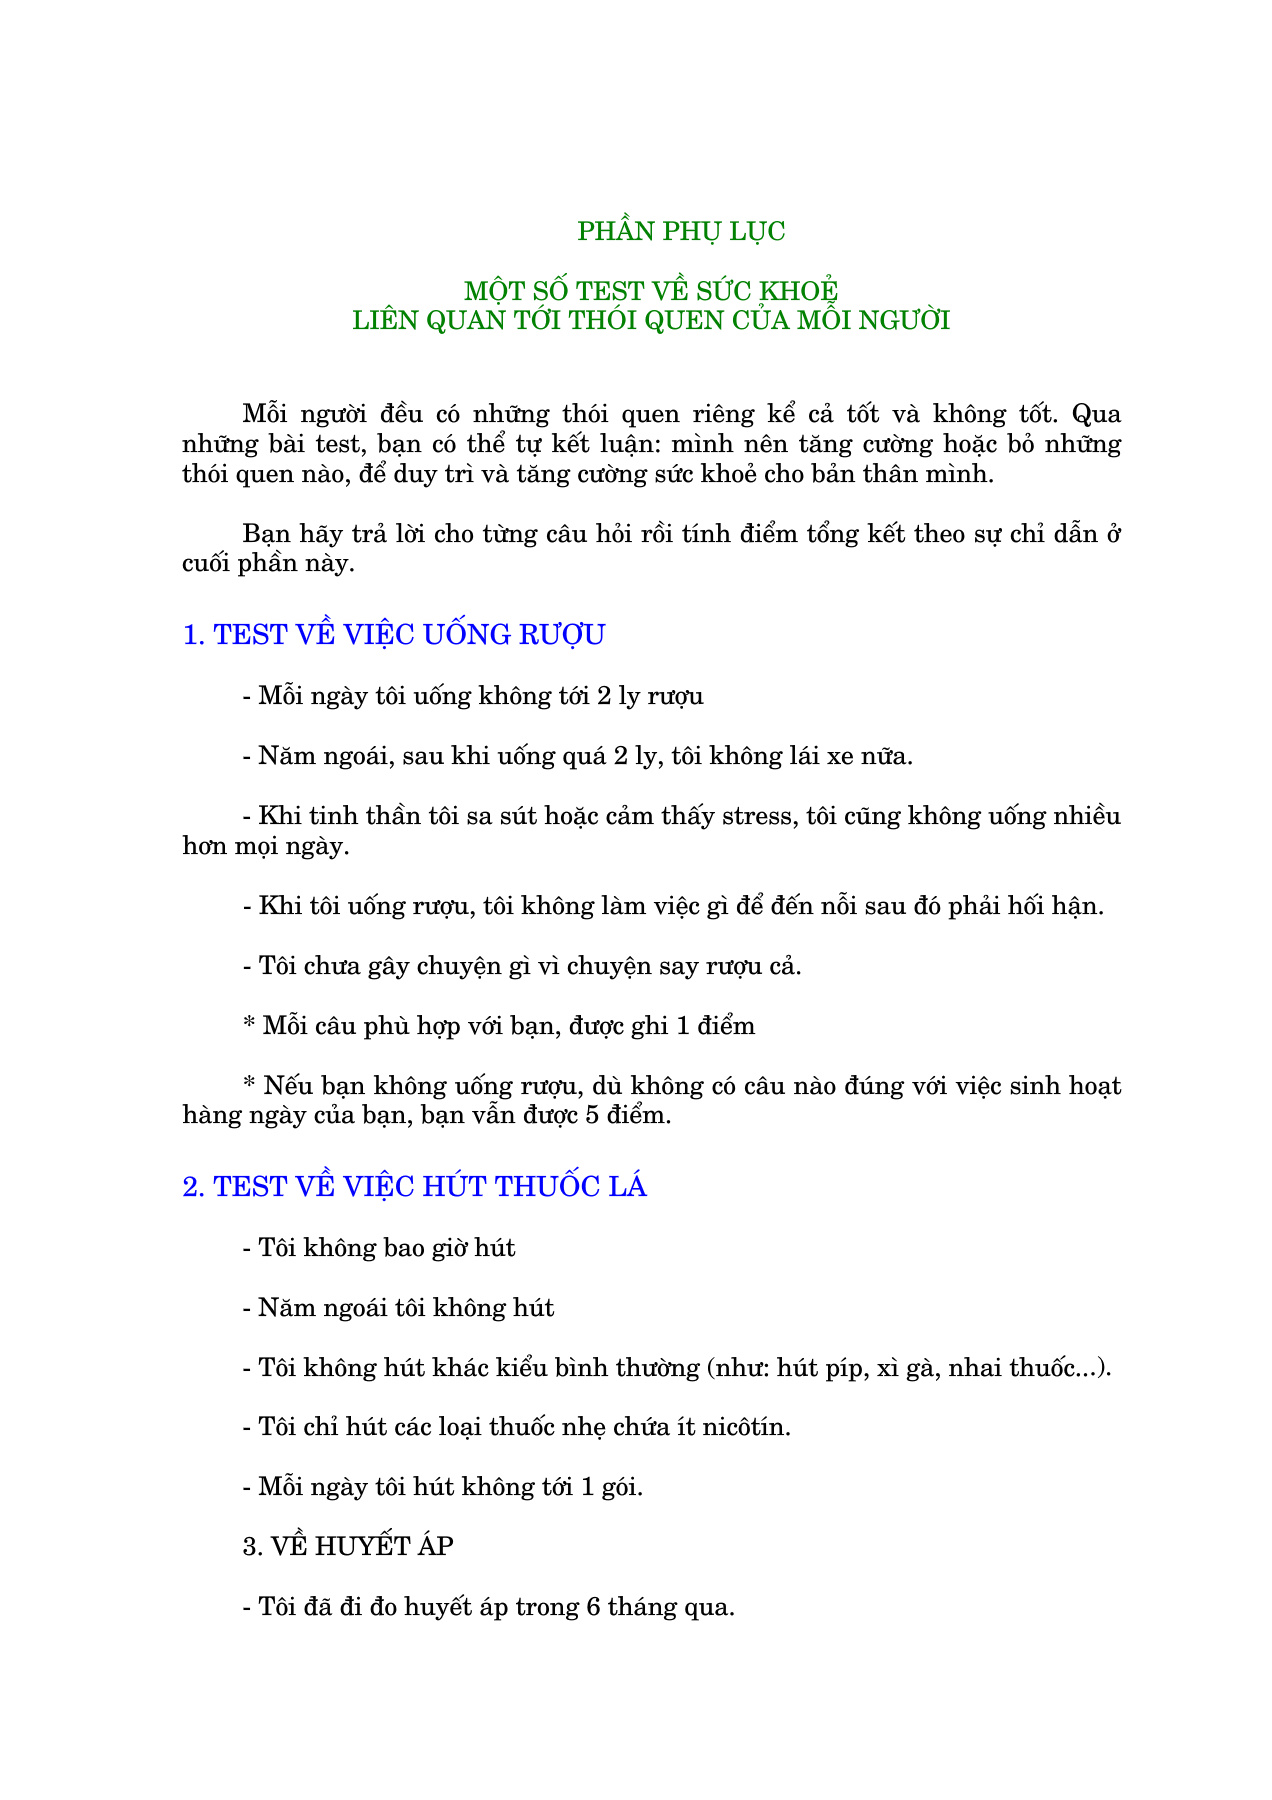 PHẦN PHỤ LỤC
MỘT SỐ TEST VỀ SỨC KHOẺ
LIÊN QUAN TỚI THÓI QUEN CỦA MỖI NGƯỜI
Mỗi người đều có những thói quen riêng kể cả tốt và không tốt. Qua
những bài test, bạn có thể tự kết luận: mình nên tăng cường hoặc bỏ những
thói quen nào, để duy trì và tăng cường sức khoẻ cho bản thân mình.
Bạn hãy trả lời cho từng câu hỏi rồi tính điểm tổng kết theo sự chỉ dẫn ở
cuối phần này.
1. TEST VỀ VIỆC UỐNG RƯỢU
- Mỗi ngày tôi uống không tới 2 ly rượu
- Năm ngoái, sau khi uống quá 2 ly, tôi không lái xe nữa.
- Khi tinh thần tôi sa sút hoặc cảm thấy stress, tôi cũng không uống nhiều
hơn mọi ngày.
- Khi tôi uống rượu, tôi không làm việc gì để đến nỗi sau đó phải hối hận.
- Tôi chưa gây chuyện gì vì chuyện say rượu cả.
* Mỗi câu phù hợp với bạn, được ghi 1 điểm
* Nếu bạn không uống rượu, dù không có câu nào đúng với việc sinh hoạt
hàng ngày của bạn, bạn vẫn được 5 điểm.
2. TEST VỀ VIỆC HÚT THUỐC LÁ
- Tôi không bao giờ hút
- Năm ngoái tôi không hút
- Tôi không hút khác kiểu bình thường (như: hút píp, xì gà, nhai thuốc...).
- Tôi chỉ hút các loại thuốc nhẹ chứa ít nicôtín.
- Mỗi ngày tôi hút không tới 1 gói.
3. VỀ HUYẾT ÁP
- Tôi đã đi đo huyết áp trong 6 tháng qua.